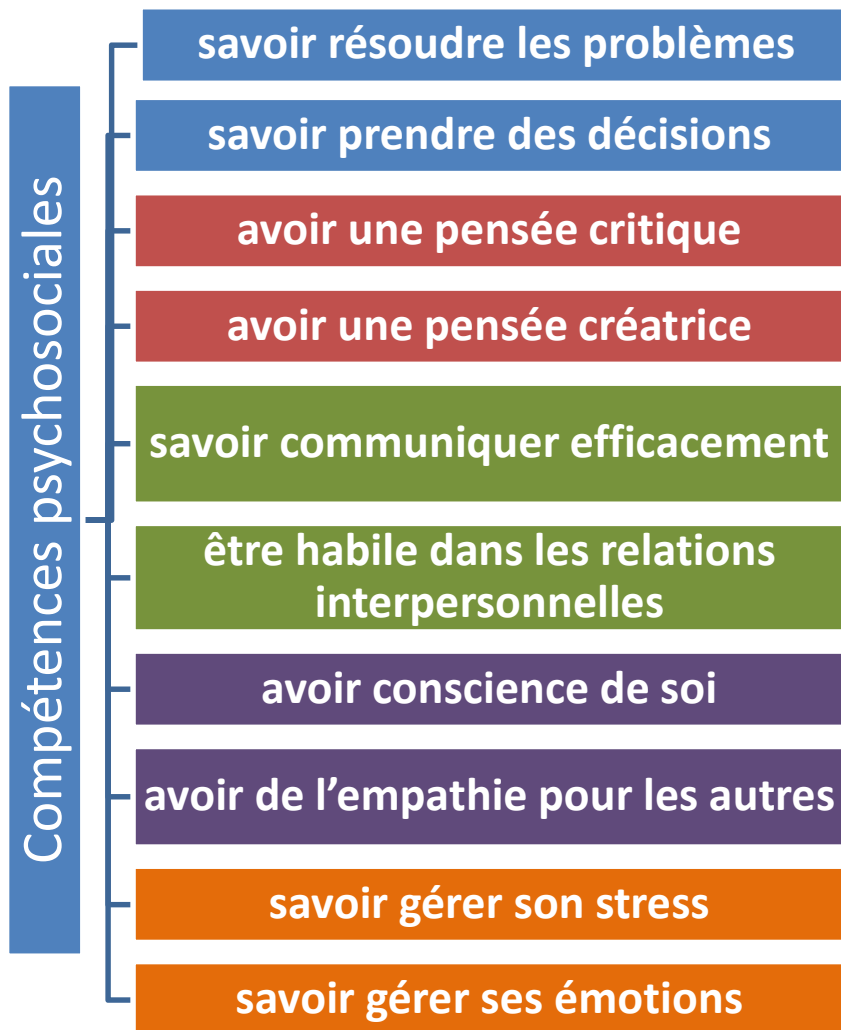 Compétences psychosociales
savoir résoudre les problèmes
savoir prendre des décisions
avoir une pensée critique
avoir une pensée créatrice
savoir communiquer efficacement
être habile dans les relations
interpersonnelles
avoir conscience de soi
avoir de l’empathie pour les autres
savoir gérer son stress
savoir gérer ses émotions